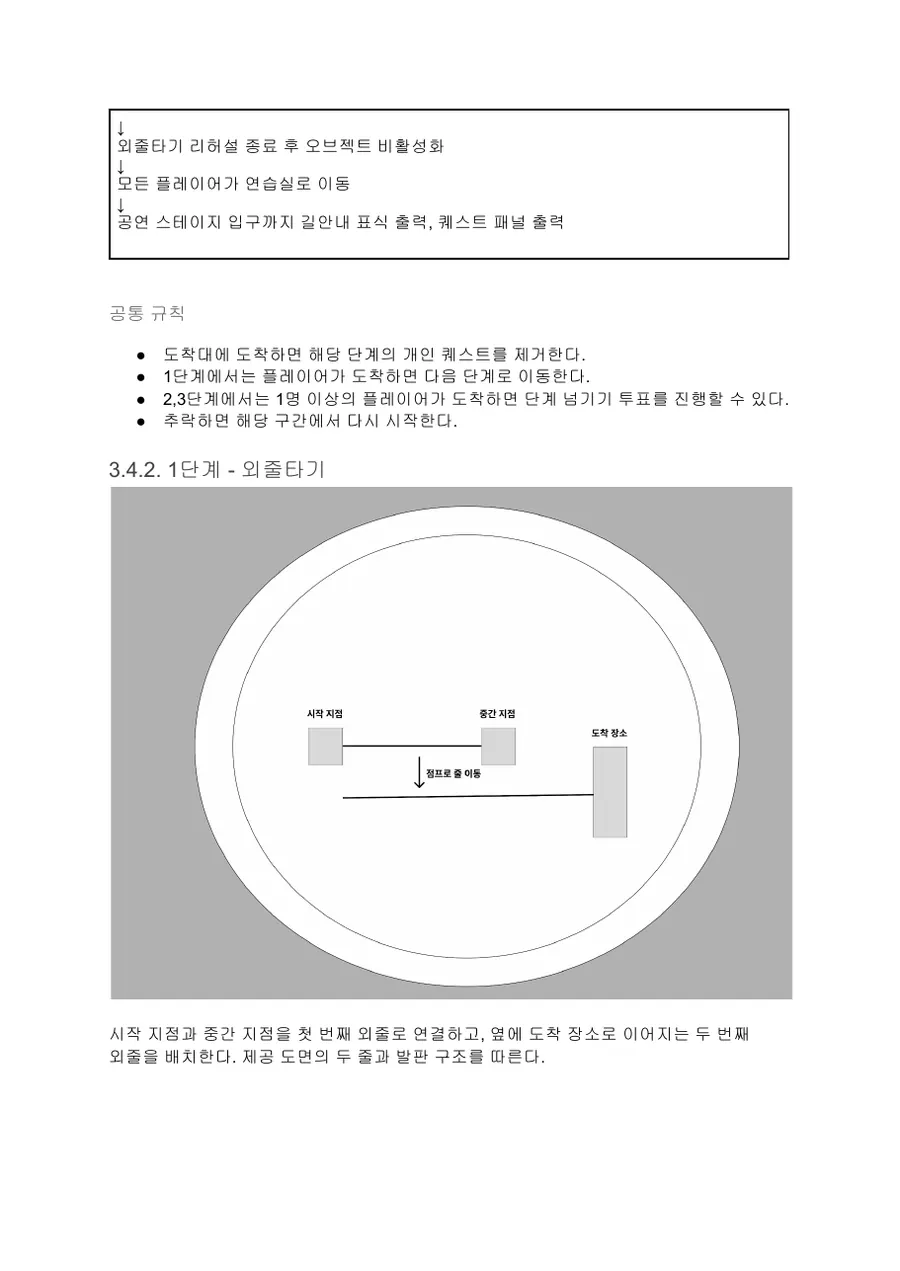 ↓
외줄타기 리허설 종료 후 오브젝트 비활성화
↓
모든 플레이어가 연습실로 이동
↓
공연 스테이지 입구까지 길안내 표식 출력, 퀘스트 패널 출력
공통 규칙
● 도착대에 도착하면 해당 단계의 개인 퀘스트를 제거한다.
● 1단계에서는 플레이어가 도착하면 다음 단계로 이동한다.
● 2,3단계에서는 1명 이상의 플레이어가 도착하면 단계 넘기기 투표를 진행할 수 있다.
● 추락하면 해당 구간에서 다시 시작한다.
3.4.2. 1단계 - 외줄타기
시작 지점
중간 지점
도착 장소
점프로 줄 이동
시작 지점과 중간 지점을 첫 번째 외줄로 연결하고, 옆에 도착 장소로 이어지는 두 번째
외줄을 배치한다. 제공 도면의 두 줄과 발판 구조를 따른다.